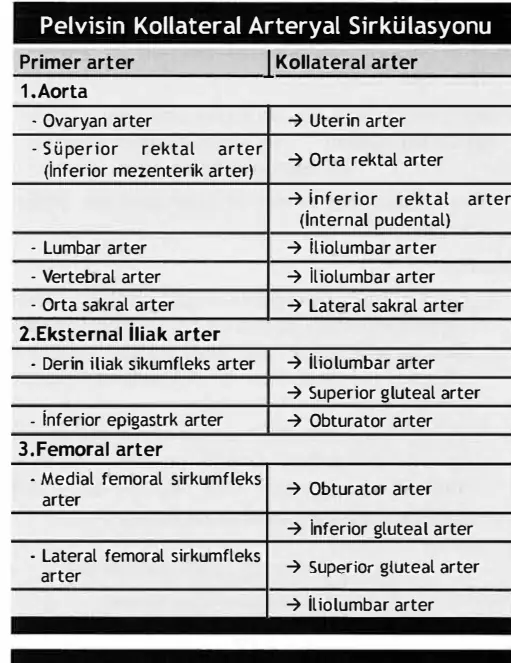 Pelvisin Kollateral Arteryal Sirkülasyonu
Primer arter Kollateral arter
1.Aorta
- Ovaryan arter → Uterin arter
- Süperior rektal arter
(İnferior mezenterik arter) → Orta rektal arter
→ İnferior rektal arter
(İnternal pudental)
- Lumbar arter → İliolumbar arter
- Vertebral arter → İliolumbar arter
- Orta sakral arter → Lateral sakral arter
2.Eksternal İliak arter
- Derin iliak sikumfleks arter → İliolumbar arter
→ Superior gluteal arter
- İnferior epigastrk arter → Obturator arter
3.Femoral arter
- Medial femoral sirkumfleks
arter → Obturator arter
→ İnferior gluteal arter
- Lateral femoral sirkumfleks
arter → Superior gluteal arter
→ İliolumbar arter